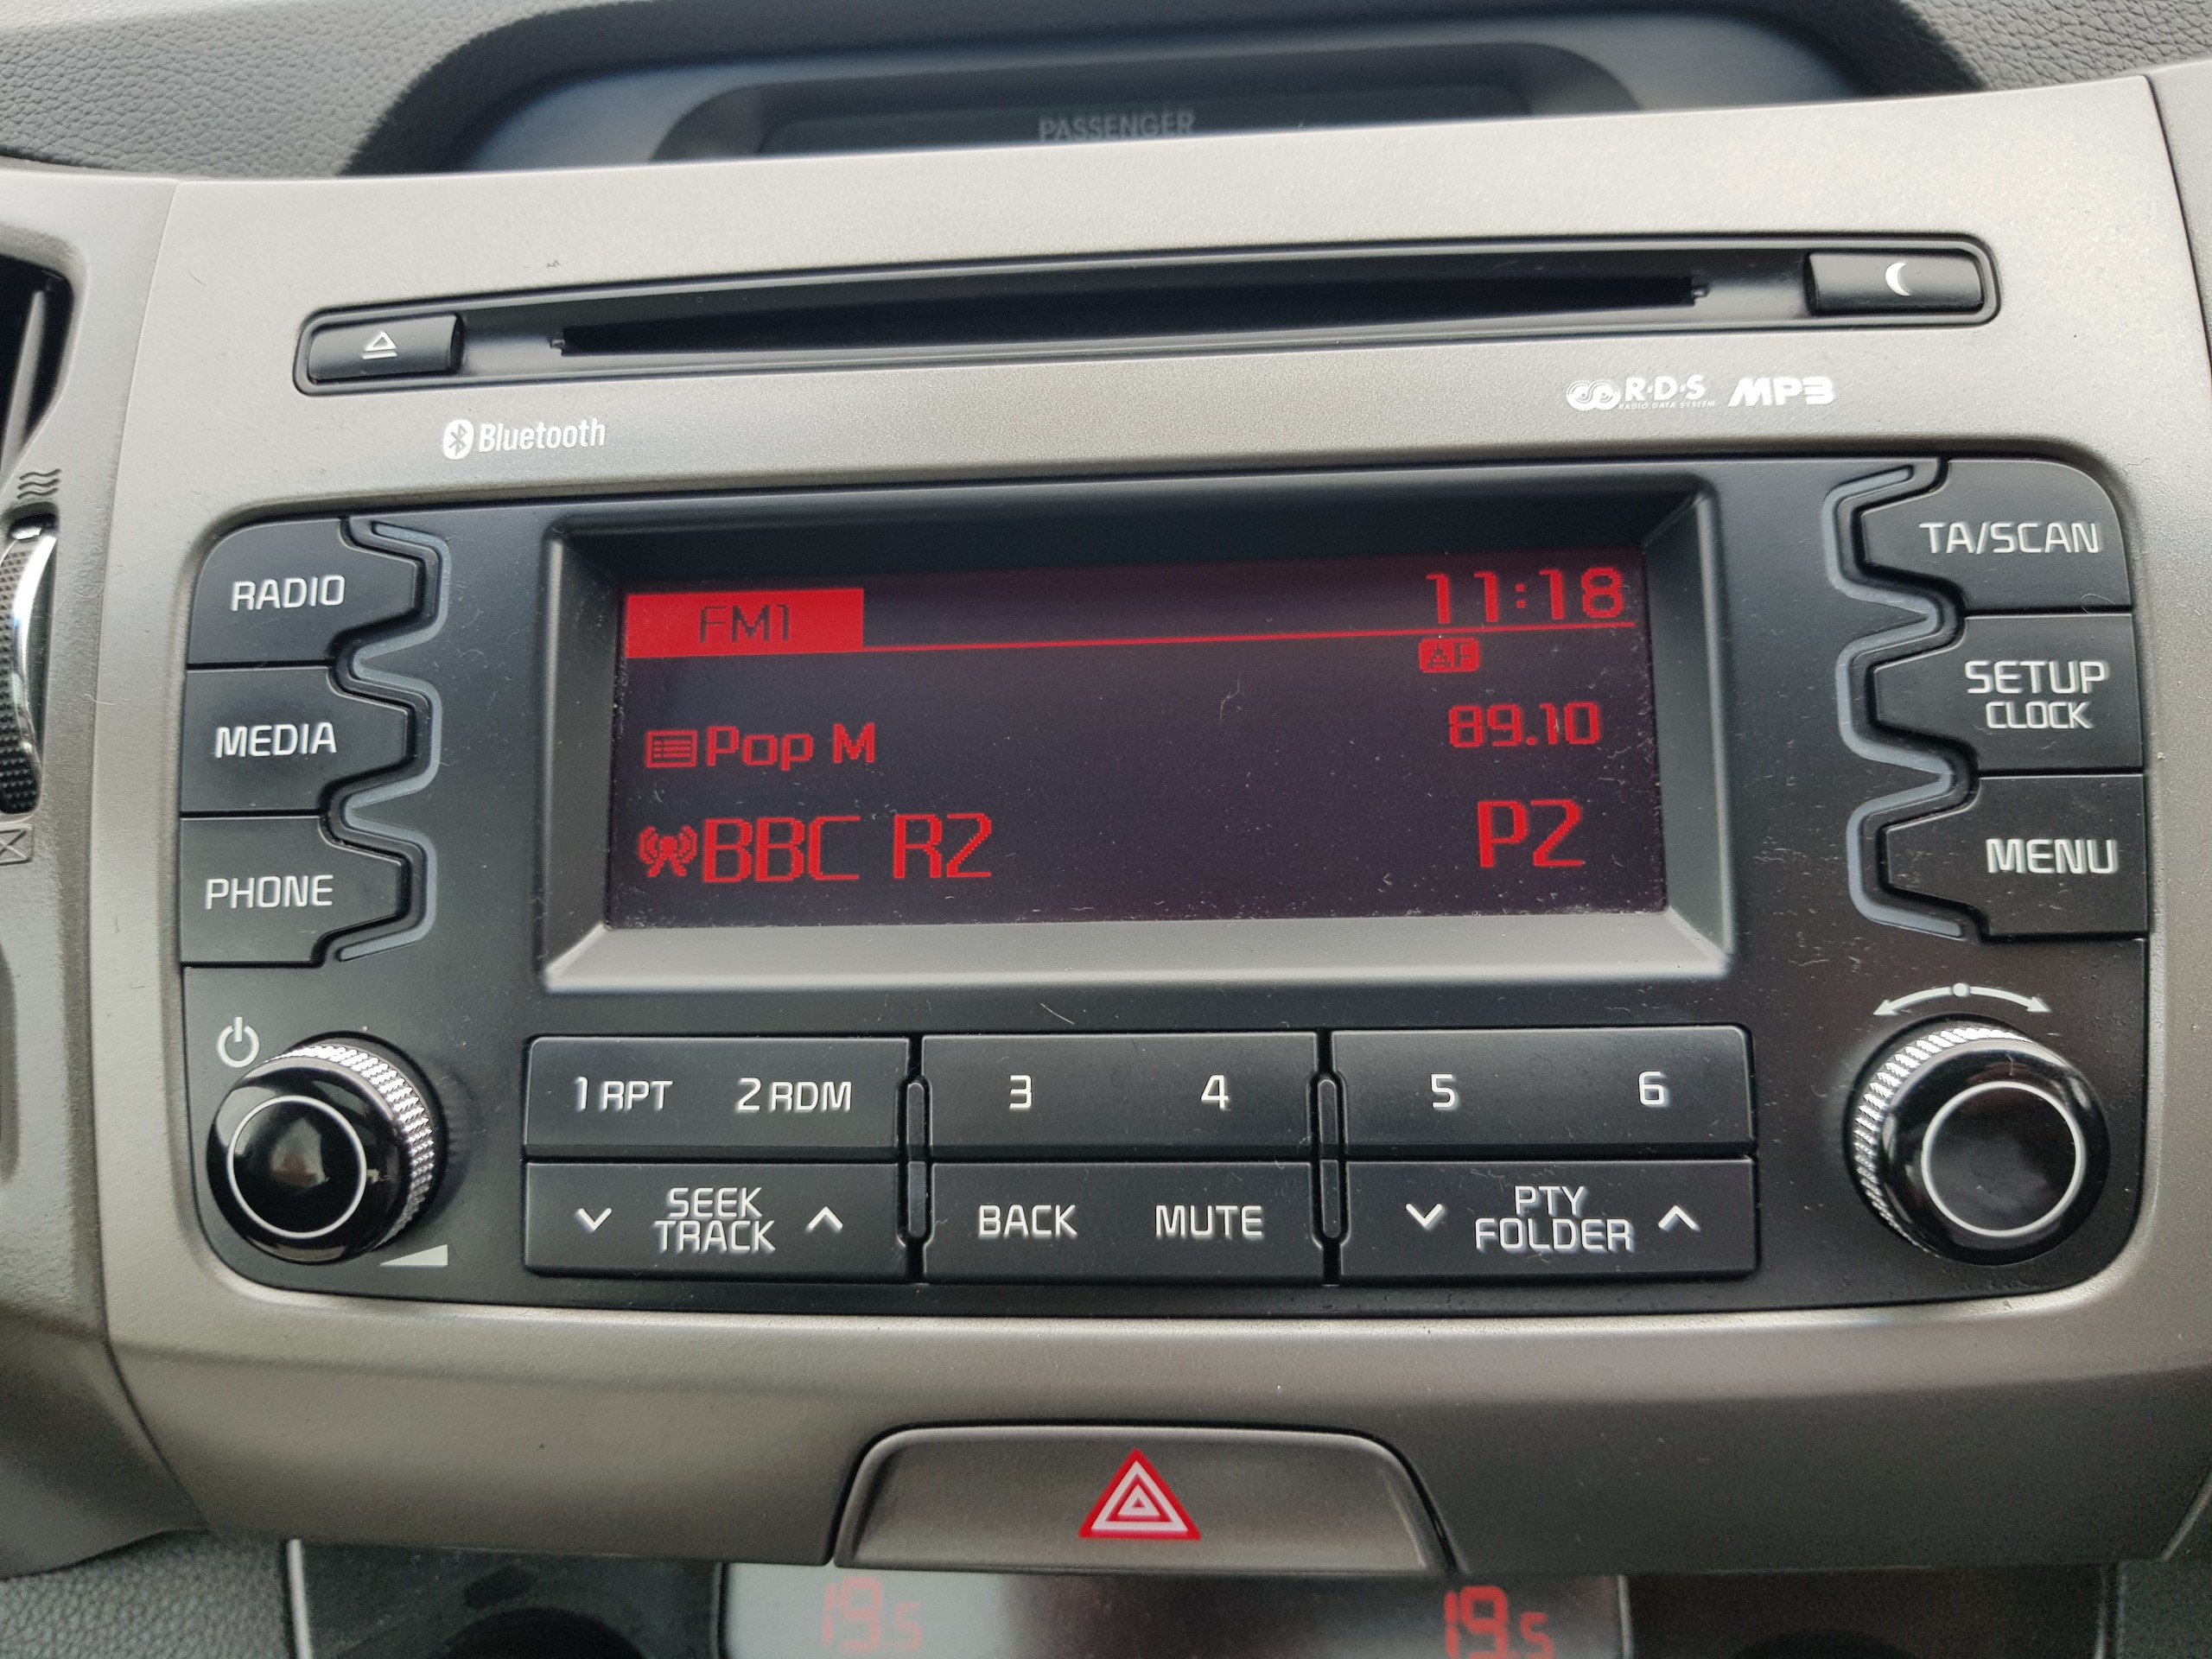 PASSENGER
R·D·S MP3
RADIO DATA SYSTEM
Bluetooth
TA/SCAN
RADIO
FM1 11:18
AF
SETUP
CLOCK
MEDIA
Pop M 89.10
MENU
PHONE
BBC R2 P2
1 RPT 2 RDM 3 4 5 6
SEEK
TRACK
BACK MUTE
PTY
FOLDER
19.5 19.5